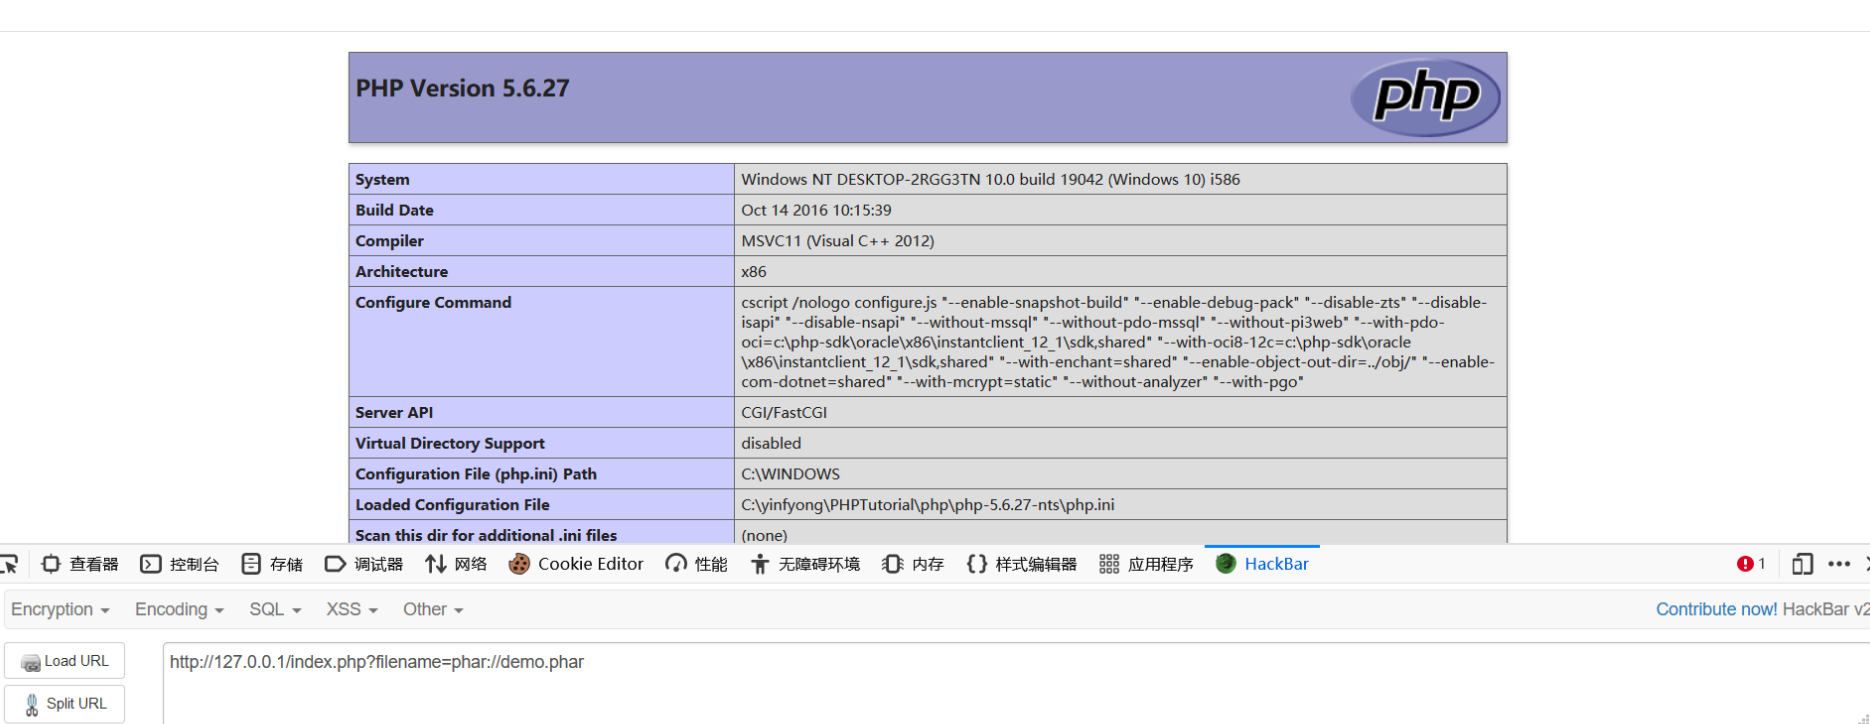 PHP Version 5.6.27
php
System Windows NT DESKTOP-2RGG3TN 10.0 build 19042 (Windows 10) i586
Build Date Oct 14 2016 10:15:39
Compiler MSVC11 (Visual C++ 2012)
Architecture x86
Configure Command cscript /nologo configure.js "--enable-snapshot-build" "--enable-debug-pack" "--disable-zts" "--disable-
isapi" "--disable-nsapi" "--without-mssql" "--without-pdo-mssql" "--without-pi3web" "--with-pdo-
oci=c:\php-sdk\oracle\x86\instantclient_12_1\sdk,shared" "--with-oci8-12c=c:\php-sdk\oracle
\x86\instantclient_12_1\sdk,shared" "--with-enchant=shared" "--enable-object-out-dir=../obj/" "--enable-
com-dotnet=shared" "--with-mcrypt=static" "--without-analyzer" "--with-pgo"
Server API CGI/FastCGI
Virtual Directory Support disabled
Configuration File (php.ini) Path C:\WINDOWS
Loaded Configuration File C:\yinfyong\PHPTutorial\php\php-5.6.27-nts\php.ini
Scan this dir for additional .ini files (none)
查看器 控制台 存储 调试器 网络 Cookie Editor 性能 无障碍环境 内存 样式编辑器 应用程序 HackBar 1
Encryption Encoding SQL XSS Other Contribute now! HackBar v2
Load URL http://127.0.0.1/index.php?filename=phar://demo.phar
Split URL